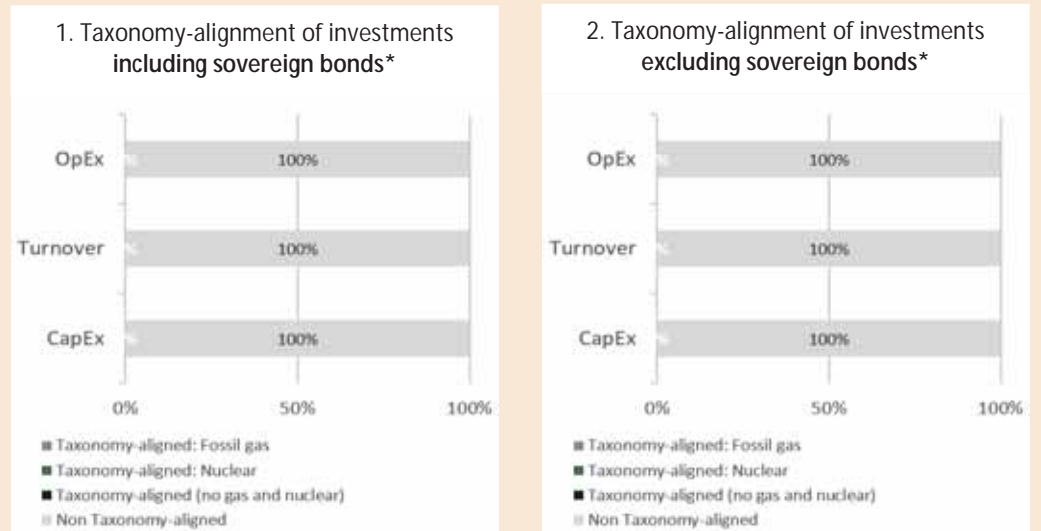 1. Taxonomy-alignment of investments
including sovereign bonds*
OpEx
100%
Turnover
100%
CapEx
100%
0% 50% 100%
Taxonomy-aligned: Fossil gas
Taxonomy-aligned: Nuclear
Taxonomy-aligned (no gas and nuclear)
Non Taxonomy-aligned
2. Taxonomy-alignment of investments
excluding sovereign bonds*
OpEx
100%
Turnover
100%
CapEx
100%
0% 50% 100%
Taxonomy-aligned: Fossil gas
Taxonomy-aligned: Nuclear
Taxonomy-aligned (no gas and nuclear)
Non Taxonomy-aligned